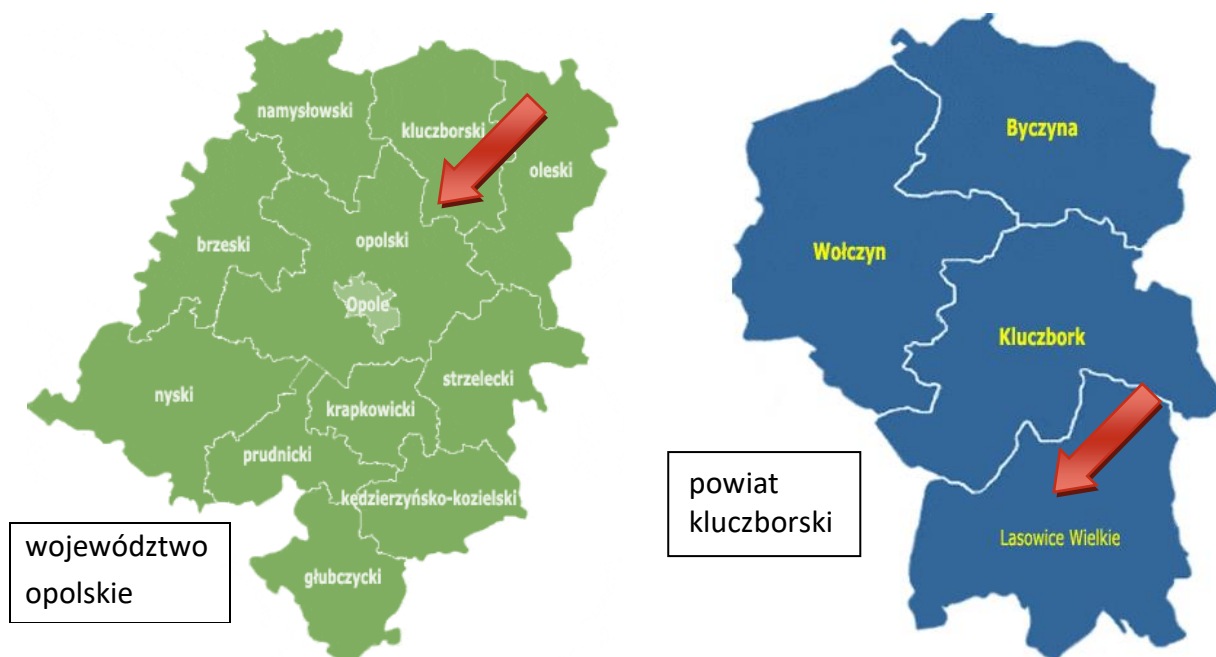 namysłowski
kluczborski
oleski
brzeski
opolski
Opole
nyski
strzelecki
krapkowicki
prudnicki
kędzierzyńsko-kozielski
głubczycki
województwo
opolskie
Byczyna
Wołczyn
Kluczbork
Lasowice Wielkie
powiat
kluczborski